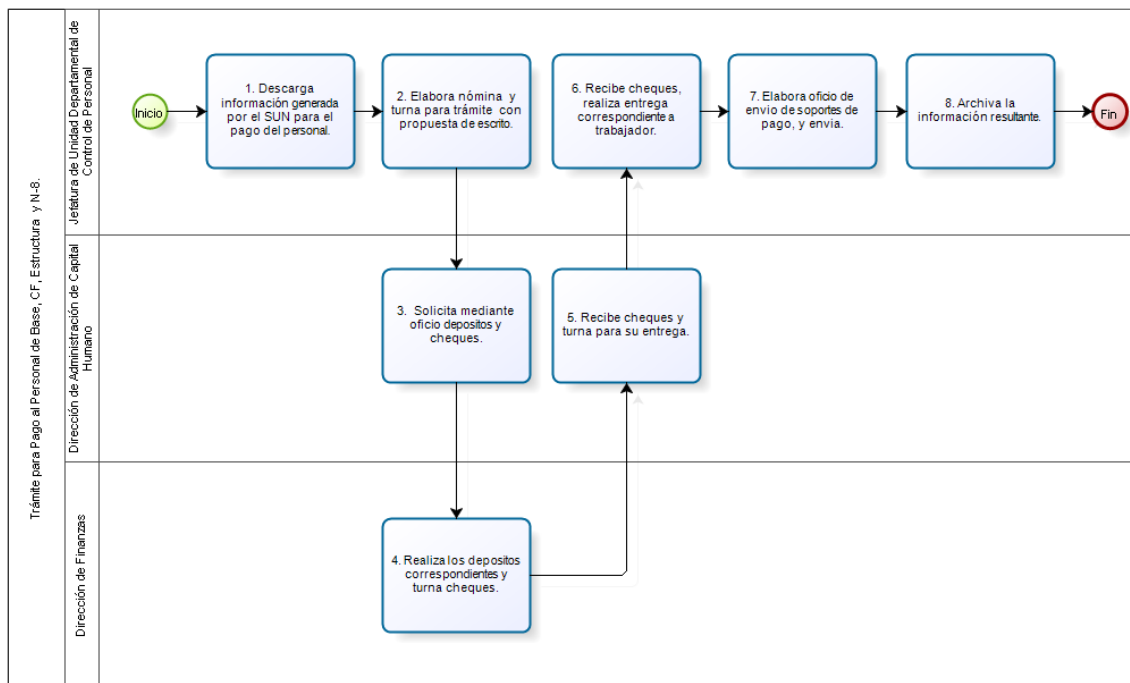 Trámite para Pago al Personal de Base, CF, Estructura y N-8.
Jefatura de Unidad Departamental de
Control de Personal
Inicio
1. Descarga
información generada
por el SUN para el
pago del personal.
2. Elabora nómina y
turna para trámite con
propuesta de escrito.
6. Recibe cheques,
realiza entrega
correspondiente a
trabajador.
7. Elabora oficio de
envio de soportes de
pago, y envia.
8. Archiva la
información resultante.
Fin
Dirección de Administración de Capital
Humano
3. Solicita mediante
oficio depositos y
cheques.
5. Recibe cheques y
turna para su entrega.
Dirección de Finanzas
4. Realiza los depositos
correspondientes y
turna cheques.